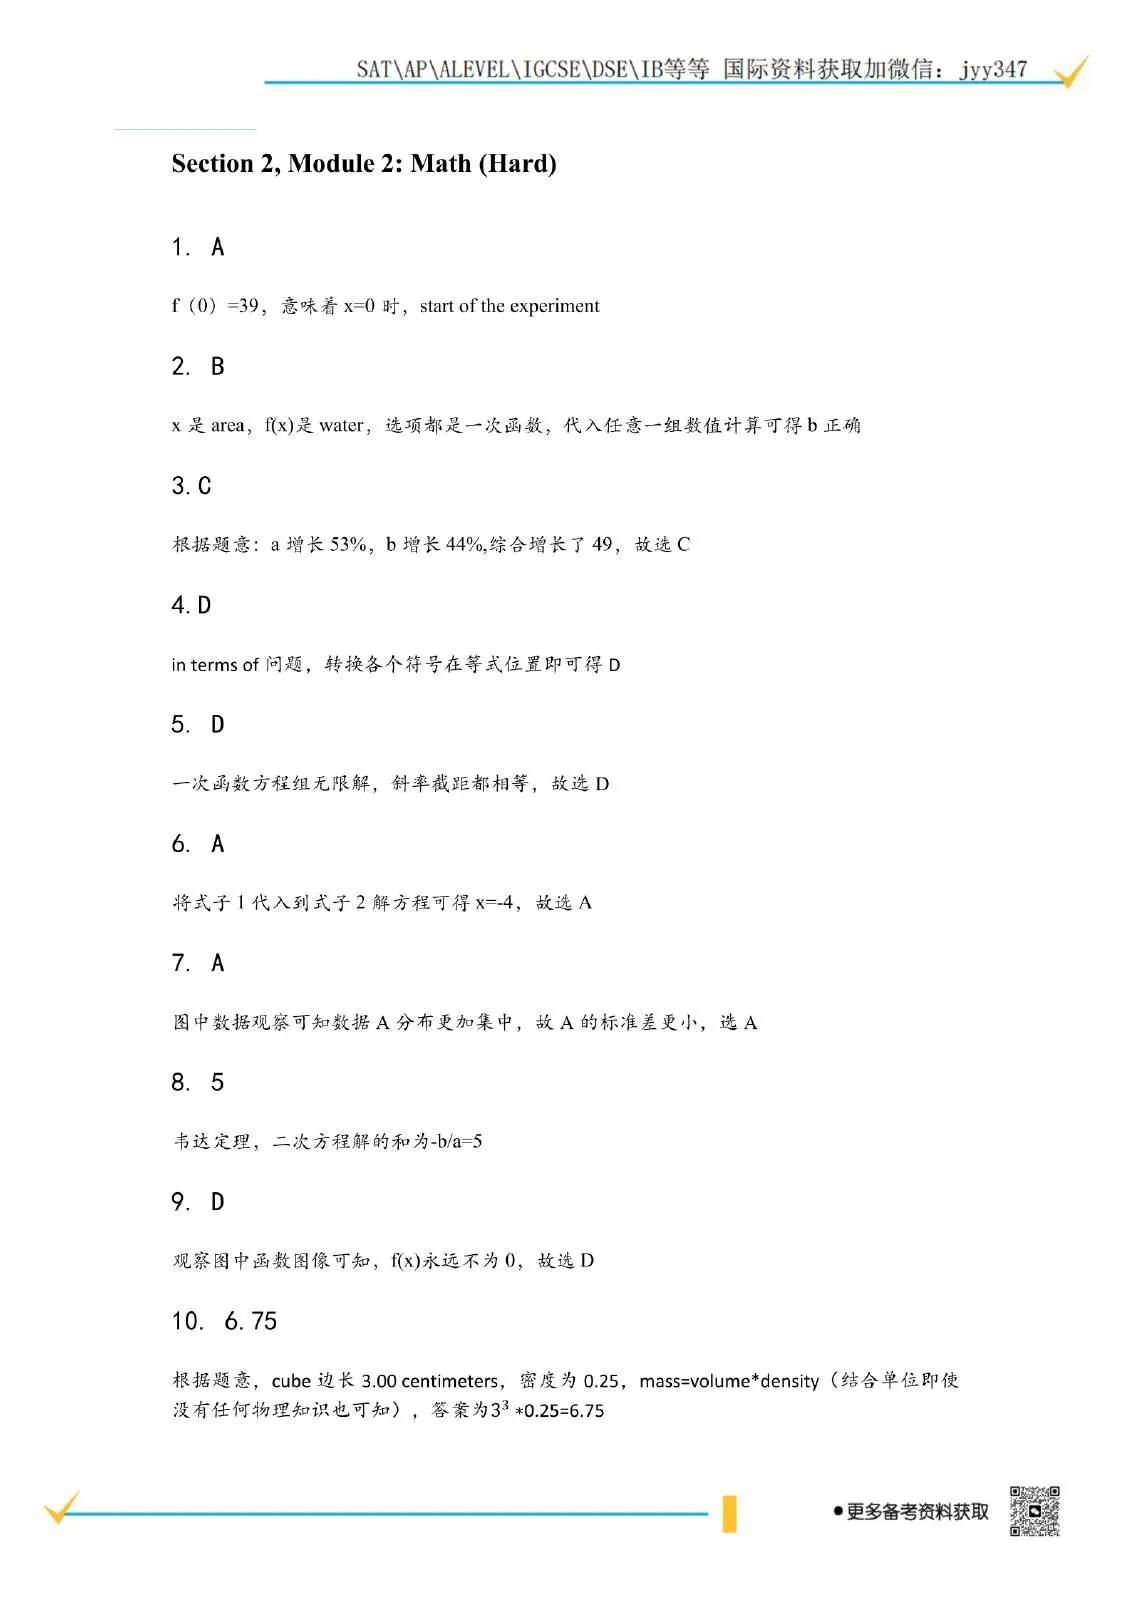 SAT\AP\ALEVEL\IGCSE\DSE\IB等等 国际资料获取加微信：jyy347
Section 2, Module 2: Math (Hard)
1. A
f（0）=39，意味着 x=0 时，start of the experiment
2. B
x 是 area，f(x)是 water，选项都是一次函数，代入任意一组数值计算可得 b 正确
3.C
根据题意：a 增长 53%，b 增长 44%,综合增长了 49，故选 C
4.D
in terms of 问题，转换各个符号在等式位置即可得 D
5. D
一次函数方程组无限解，斜率截距都相等，故选 D
6. A
将式子 1 代入到式子 2 解方程可得 x=-4，故选 A
7. A
图中数据观察可知数据 A 分布更加集中，故 A 的标准差更小，选 A
8. 5
韦达定理，二次方程解的和为-b/a=5
9. D
观察图中函数图像可知，f(x)永远不为 0，故选 D
10. 6.75
根据题意，cube 边长 3.00 centimeters，密度为 0.25，mass=volume*density（结合单位即使
没有任何物理知识也可知），答案为3³ *0.25=6.75
●更多备考资料获取